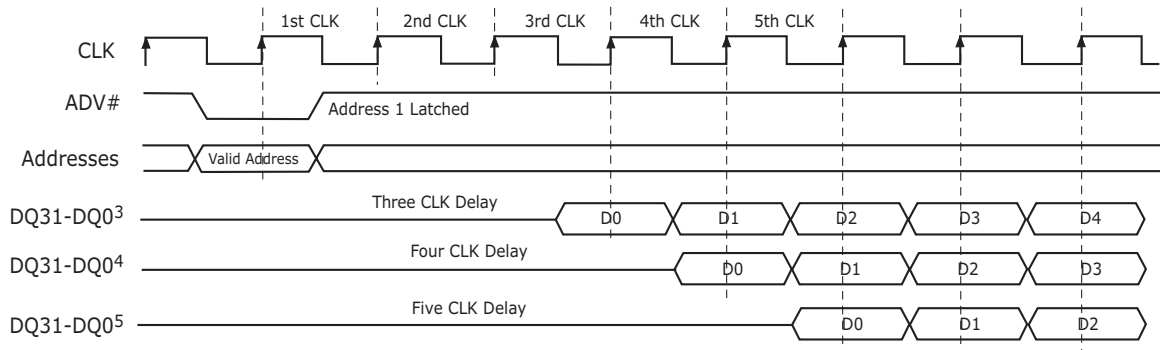 1st CLK 2nd CLK 3rd CLK 4th CLK 5th CLK
CLK
ADV# Address 1 Latched
Addresses Valid Address
DQ31-DQ0³ Three CLK Delay D0 D1 D2 D3 D4
DQ31-DQ0⁴ Four CLK Delay D0 D1 D2 D3
DQ31-DQ0⁵ Five CLK Delay D0 D1 D2